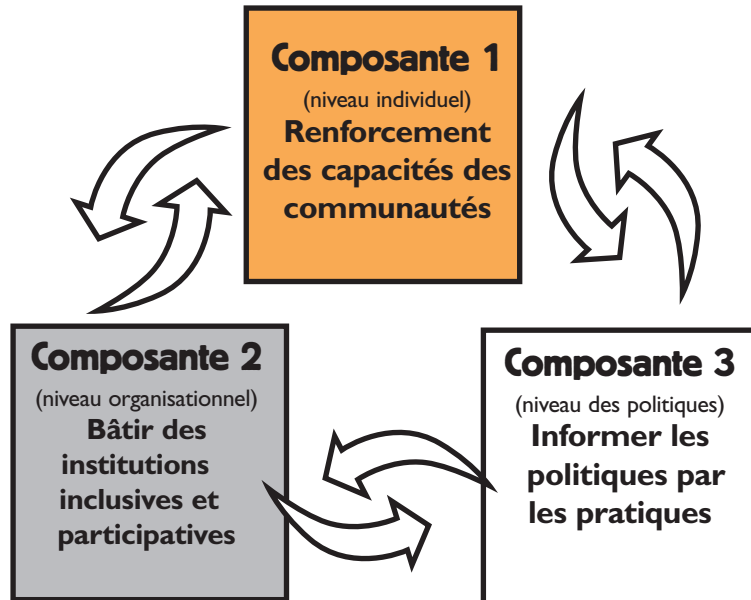 Composante 1
(niveau individuel)
Renforcement
des capacités des
communautés
Composante 2
(niveau organisationnel)
Bâtir des
institutions
inclusives et
participatives
Composante 3
(niveau des politiques)
Informer les
politiques par
les pratiques